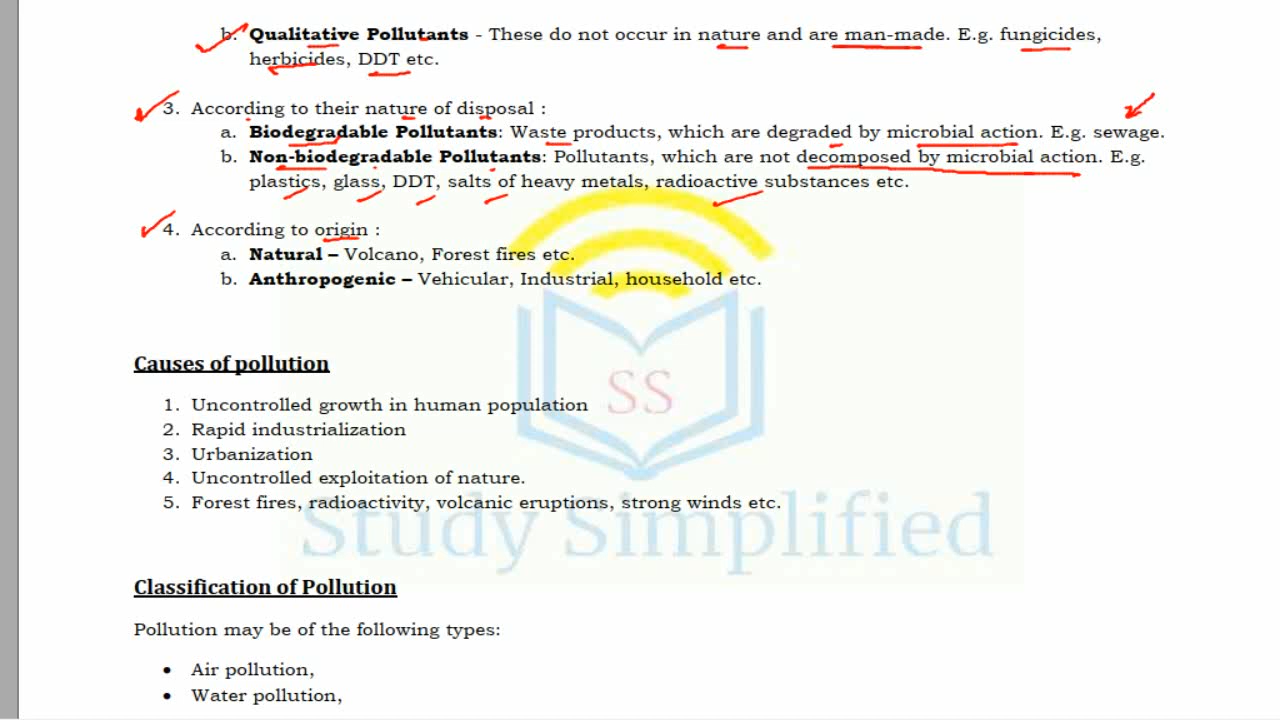 b. Qualitative Pollutants - These do not occur in nature and are man-made. E.g. fungicides,
herbicides, DDT etc.
3. According to their nature of disposal :
a. Biodegradable Pollutants: Waste products, which are degraded by microbial action. E.g. sewage.
b. Non-biodegradable Pollutants: Pollutants, which are not decomposed by microbial action. E.g.
plastics, glass, DDT, salts of heavy metals, radioactive substances etc.
4. According to origin :
a. Natural – Volcano, Forest fires etc.
b. Anthropogenic – Vehicular, Industrial, household etc.
Causes of pollution
SS
1. Uncontrolled growth in human population
2. Rapid industrialization
3. Urbanization
4. Uncontrolled exploitation of nature.
5. Forest fires, radioactivity, volcanic eruptions, strong winds etc.
Study Simplified
Classification of Pollution
Pollution may be of the following types:
• Air pollution,
• Water pollution,